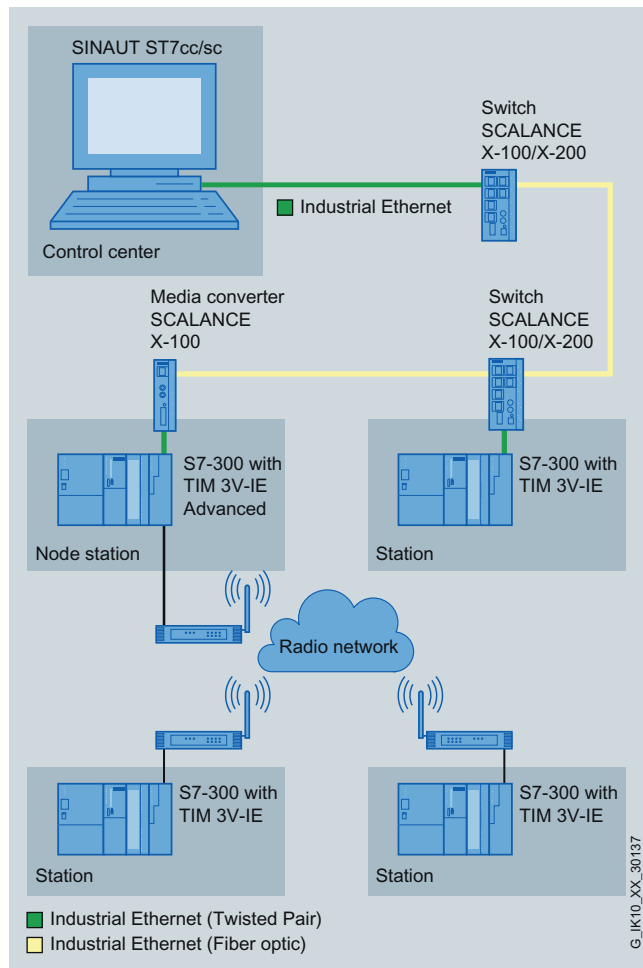 SINAUT ST7cc/sc
Switch
SCALANCE
X-100/X-200
Industrial Ethernet
Control center
Media converter
SCALANCE
X-100
Switch
SCALANCE
X-100/X-200
S7-300 with
TIM 3V-IE
Advanced
Node station
S7-300 with
TIM 3V-IE
Station
Radio network
S7-300 with
TIM 3V-IE
Station
S7-300 with
TIM 3V-IE
Station
Industrial Ethernet (Twisted Pair)
Industrial Ethernet (Fiber optic)
G_IK10_XX_30137